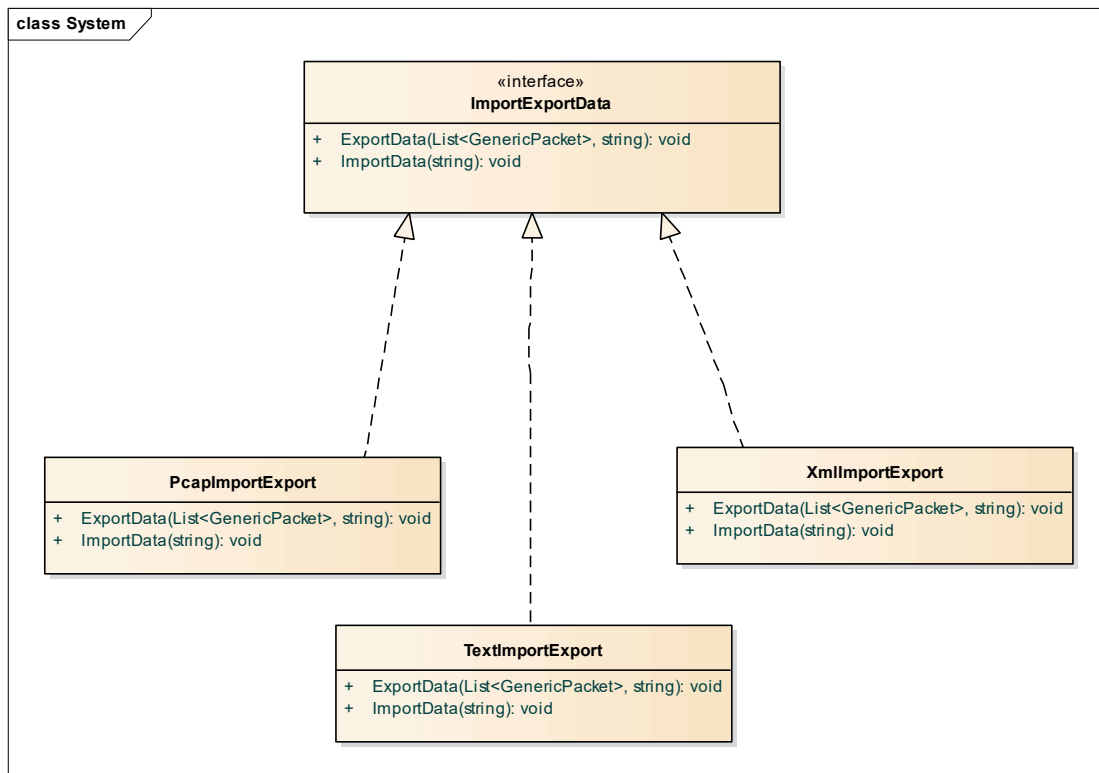 class System
«interface»
ImportExportData
+ ExportData(List<GenericPacket>, string): void
+ ImportData(string): void
PcapImportExport
+ ExportData(List<GenericPacket>, string): void
+ ImportData(string): void
XmlImportExport
+ ExportData(List<GenericPacket>, string): void
+ ImportData(string): void
TextImportExport
+ ExportData(List<GenericPacket>, string): void
+ ImportData(string): void